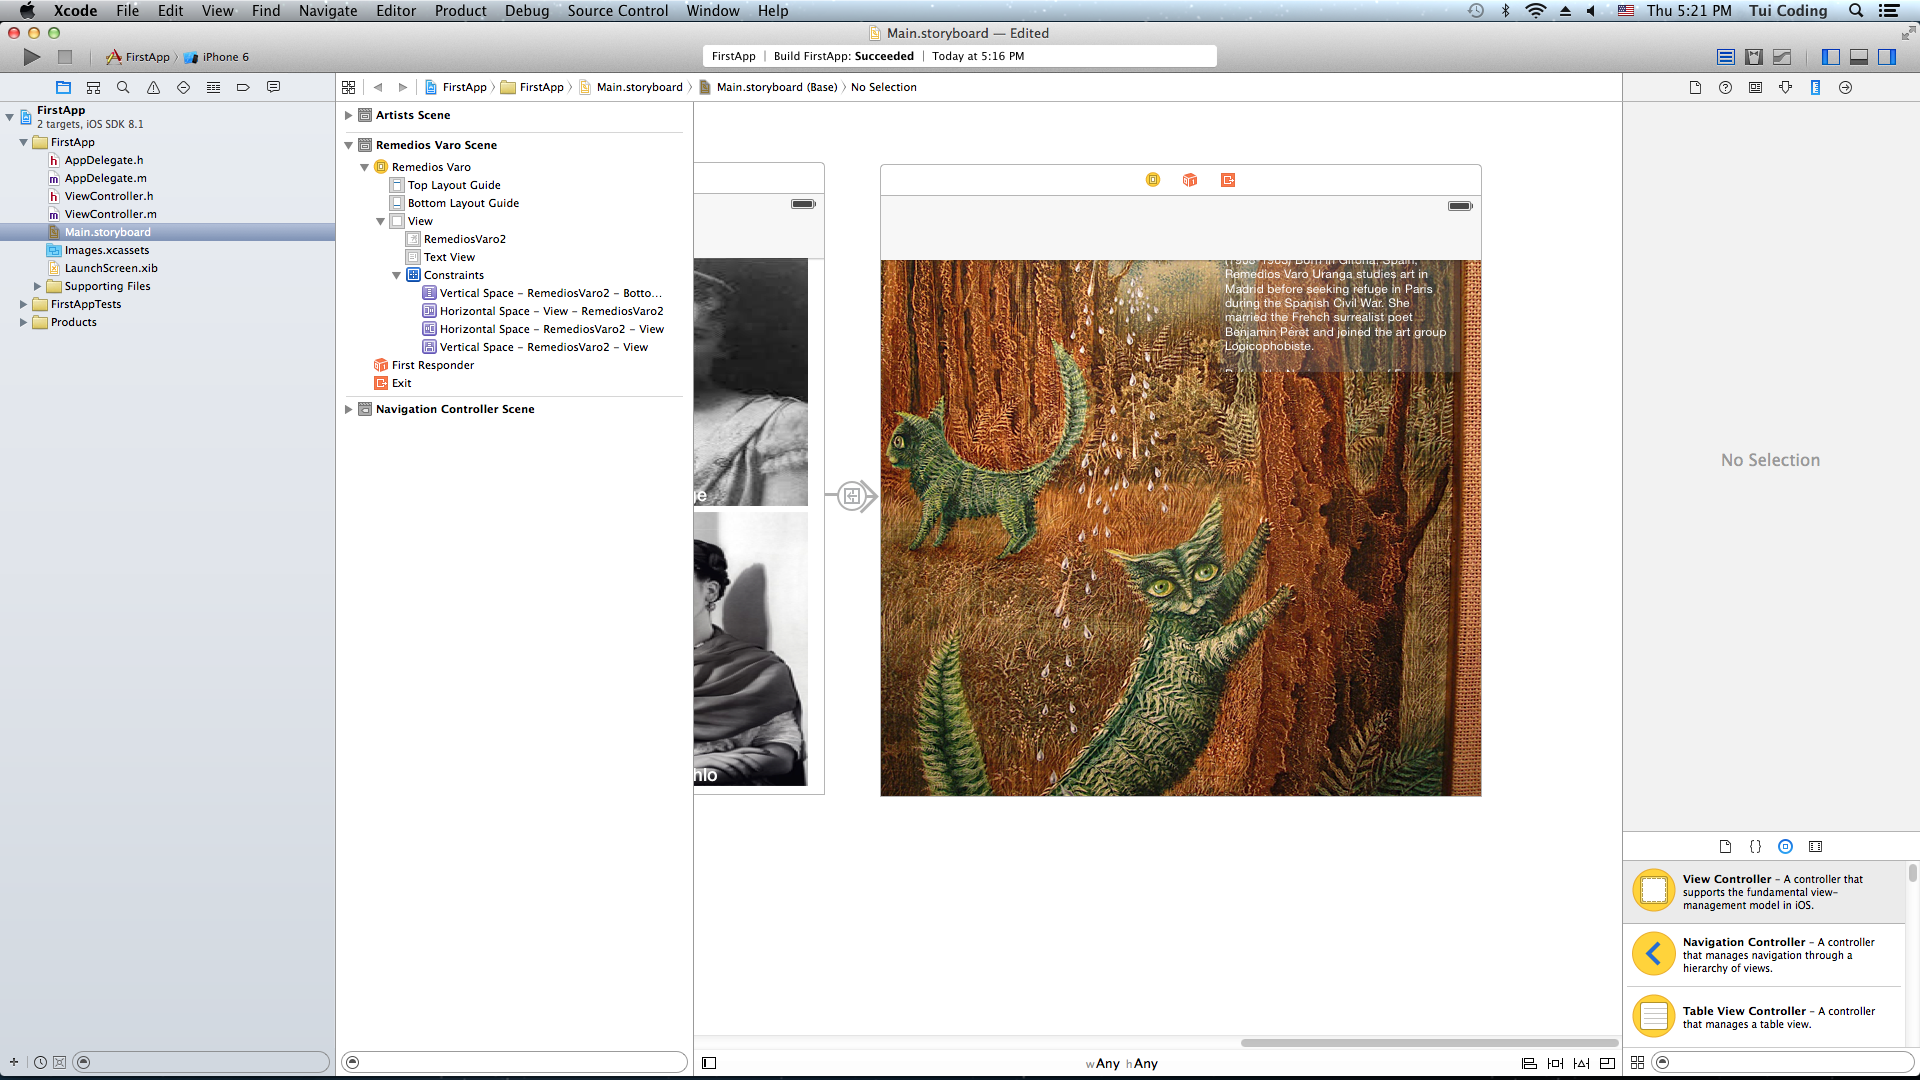 Xcode File Edit View Find Navigate Editor Product Debug Source Control Window Help
Thu 5:21 PM Tui Coding
Main.storyboard — Edited
FirstApp iPhone 6
FirstApp | Build FirstApp: Succeeded | Today at 5:16 PM
FirstApp FirstApp Main.storyboard Main.storyboard (Base) No Selection
FirstApp
2 targets, iOS SDK 8.1
FirstApp
AppDelegate.h
AppDelegate.m
ViewController.h
ViewController.m
Main.storyboard
Images.xcassets
LaunchScreen.xib
Supporting Files
FirstAppTests
Products
Artists Scene
Remedios Varo Scene
Remedios Varo
Top Layout Guide
Bottom Layout Guide
View
RemediosVaro2
Text View
Constraints
Vertical Space - RemediosVaro2 - Botto...
Horizontal Space - View - RemediosVaro2
Horizontal Space - RemediosVaro2 - View
Vertical Space - RemediosVaro2 - View
First Responder
Exit
Navigation Controller Scene
hlo
(1908-1963) Born in Girona, Spain,
Remedios Varo Uranga studies art in
Madrid before seeking refuge in Paris
during the Spanish Civil War. She
married the French surrealist poet
Benjamin Péret and joined the art group
Logicophobiste.
wAny hAny
No Selection
View Controller - A controller that
supports the fundamental view-
management model in iOS.
Navigation Controller - A controller
that manages navigation through a
hierarchy of views.
Table View Controller - A controller
that manages a table view.